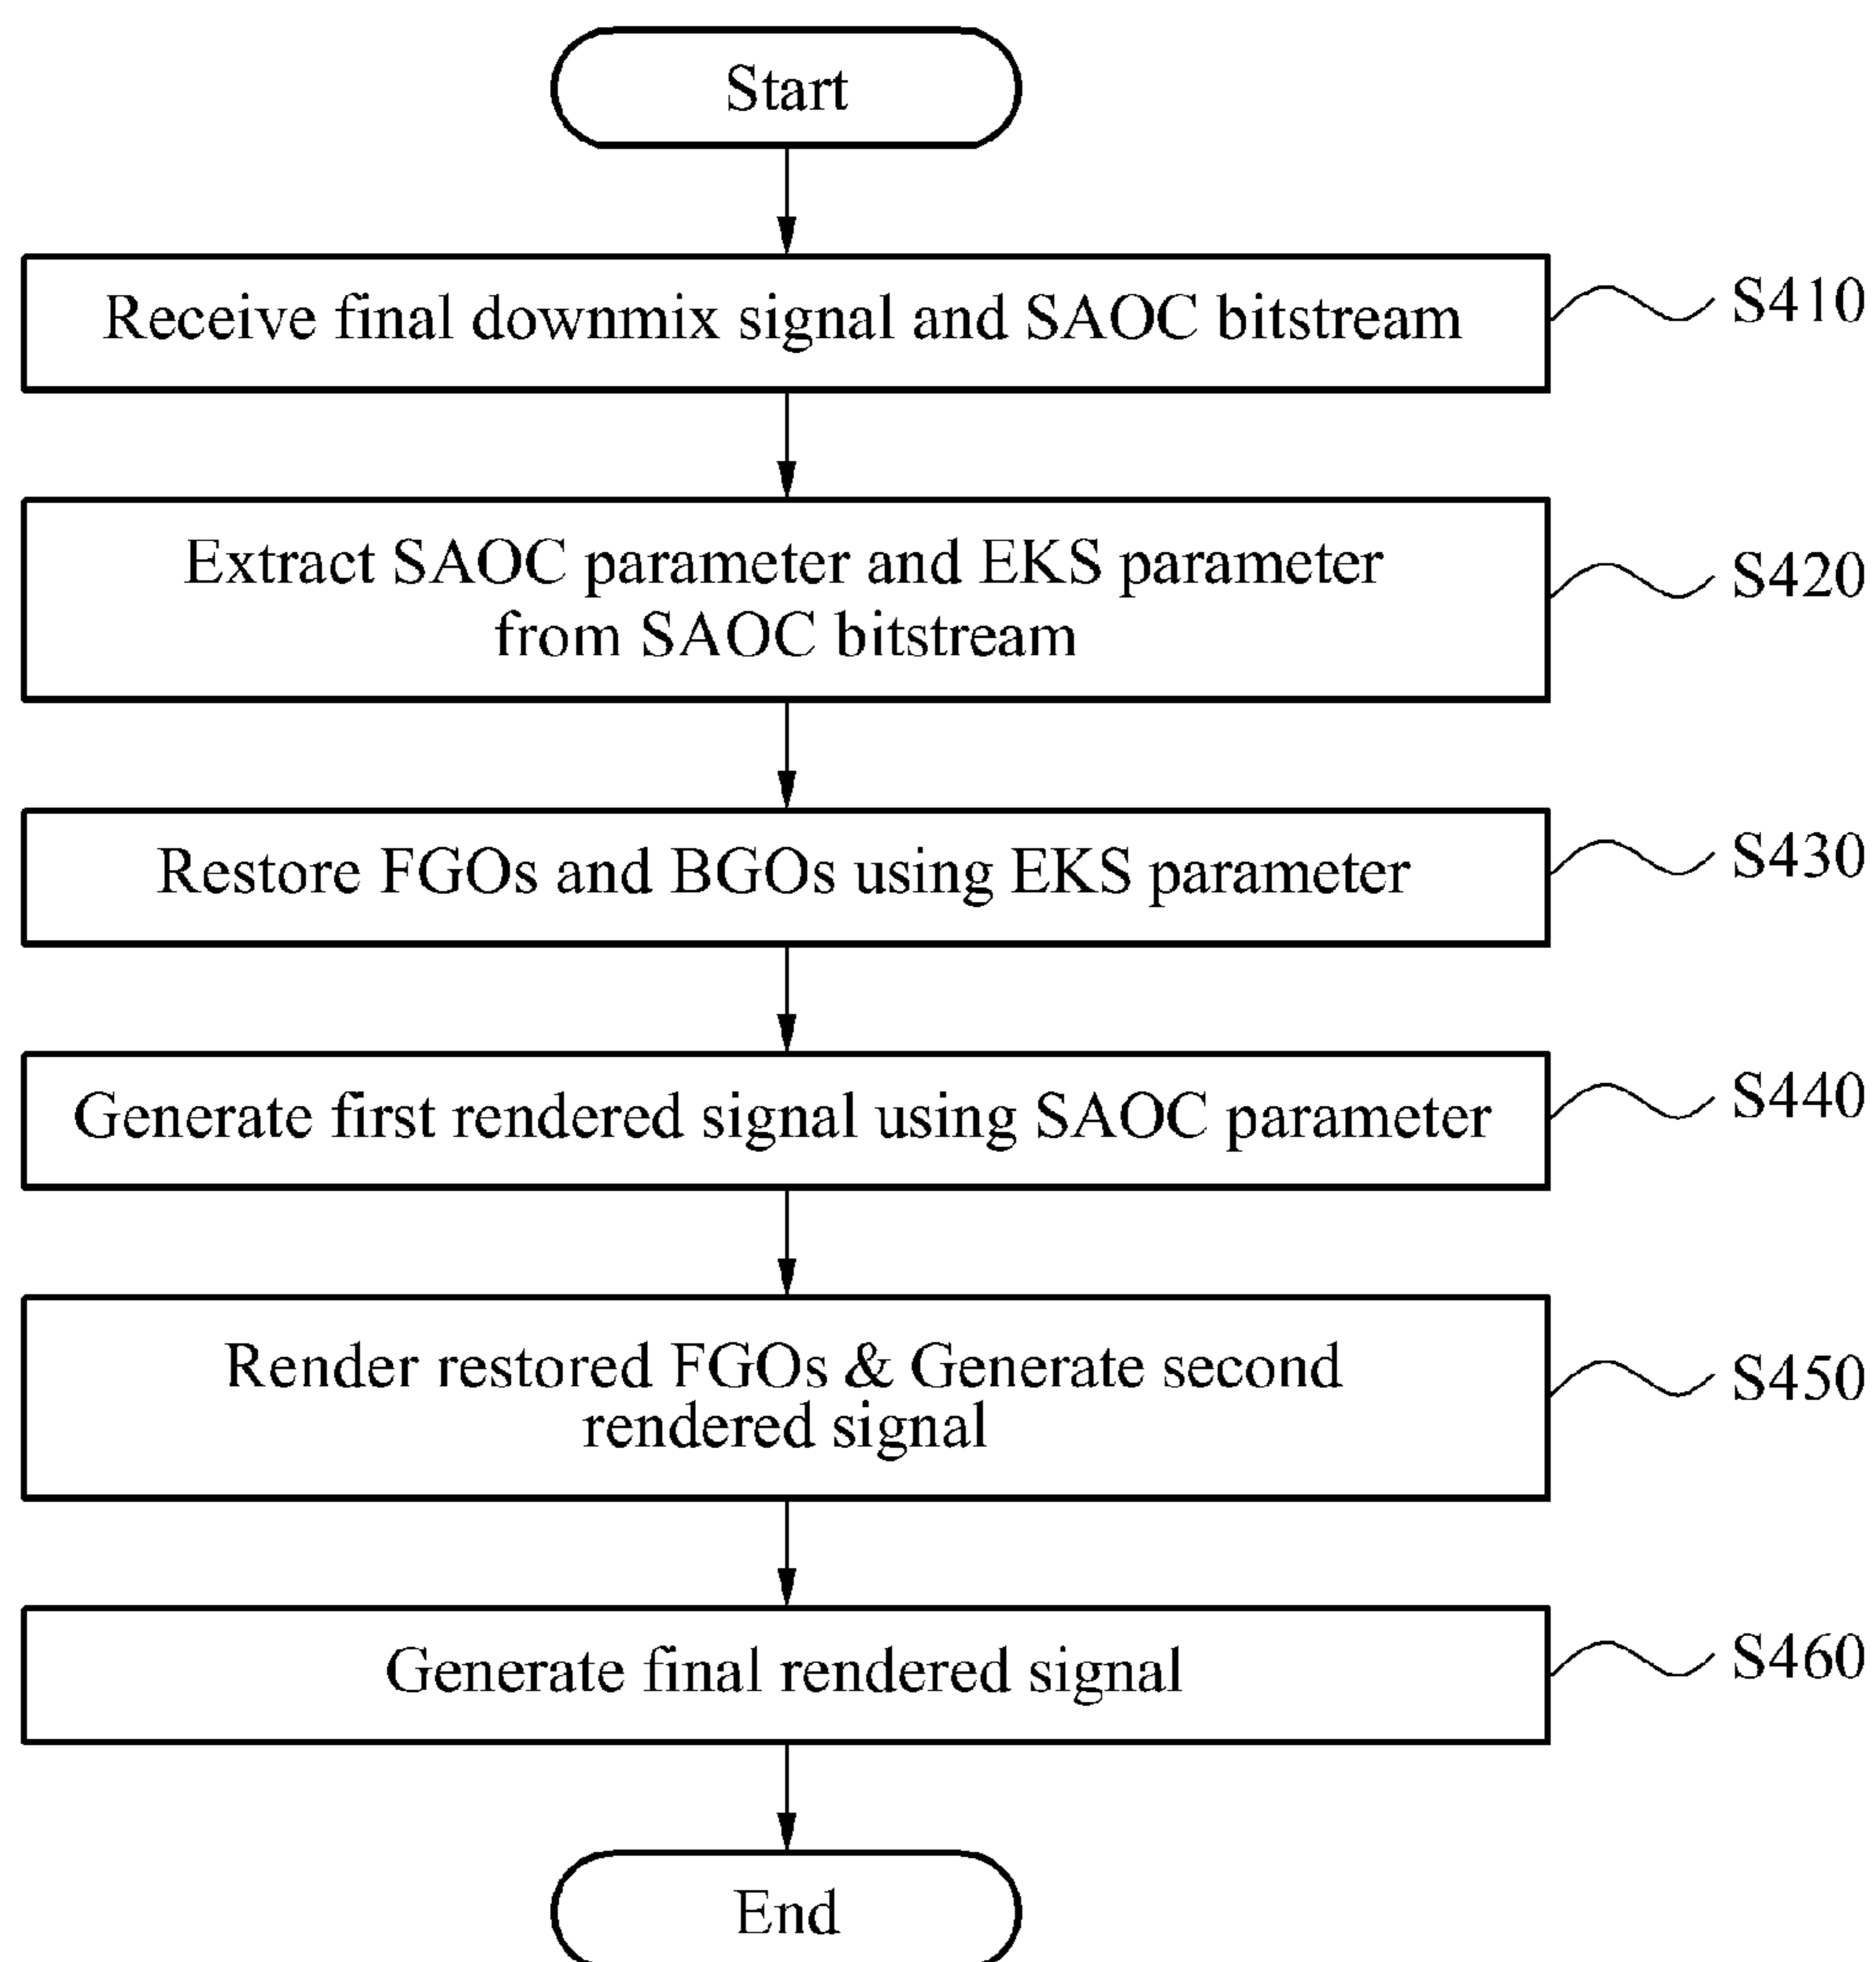 Start
Receive final downmix signal and SAOC bitstream
S410
Extract SAOC parameter and EKS parameter
from SAOC bitstream
S420
Restore FGOs and BGOs using EKS parameter
S430
Generate first rendered signal using SAOC parameter
S440
Render restored FGOs & Generate second
rendered signal
S450
Generate final rendered signal
S460
End